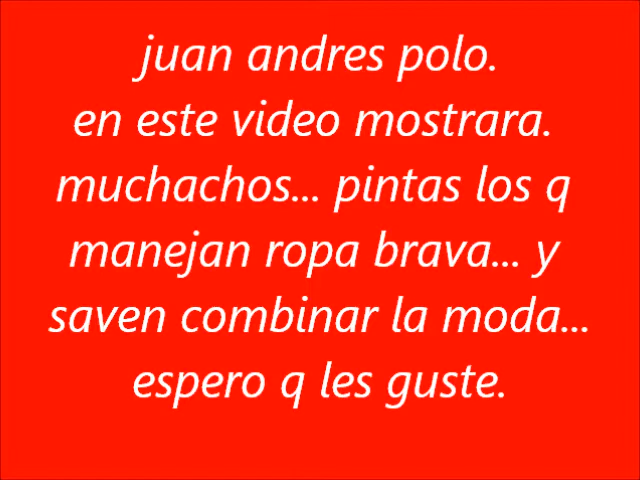 juan andres polo.
en este video mostrara.
muchachos... pintas los q
manejan ropa brava... y
saven combinar la moda...
espero q les guste.